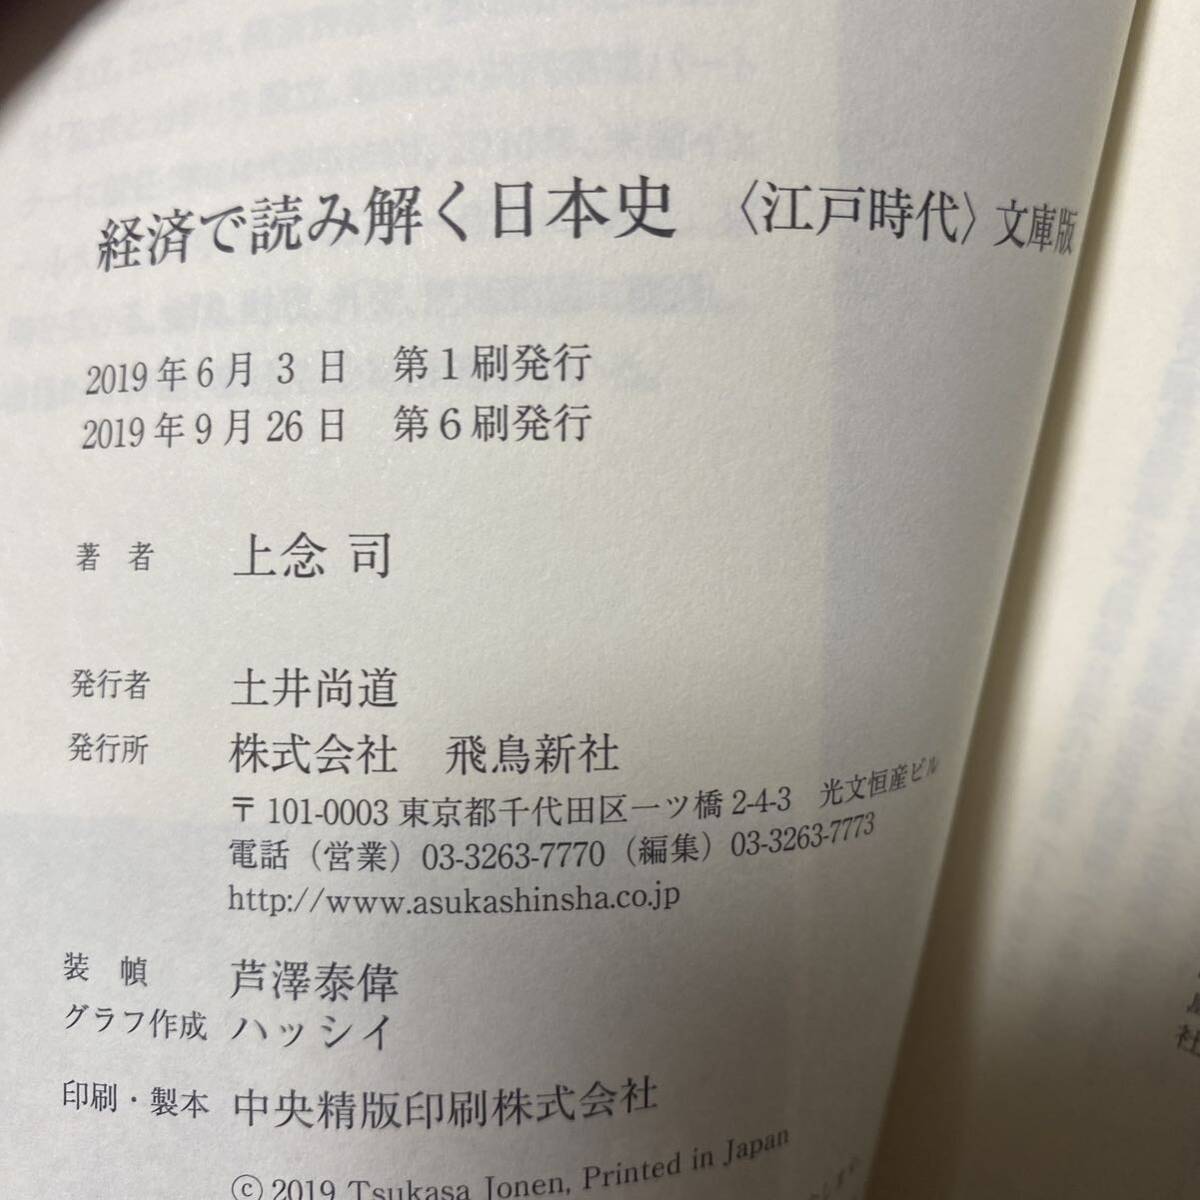 経済で読み解く日本史 〈江戸時代〉文庫版
2019年6月3日 第1刷発行
2019年9月26日 第6刷発行
著者 上念 司
発行者 土井尚道
発行所 株式会社 飛鳥新社
〒101-0003 東京都千代田区一ツ橋2-4-3 光文恒産ビル
電話（営業）03-3263-7770（編集）03-3263-7773
http://www.asukashinsha.co.jp
装幀 芦澤泰偉
グラフ作成 ハッシイ
印刷・製本 中央精版印刷株式会社
© 2019 Tsukasa Jonen, Printed in Japan
社